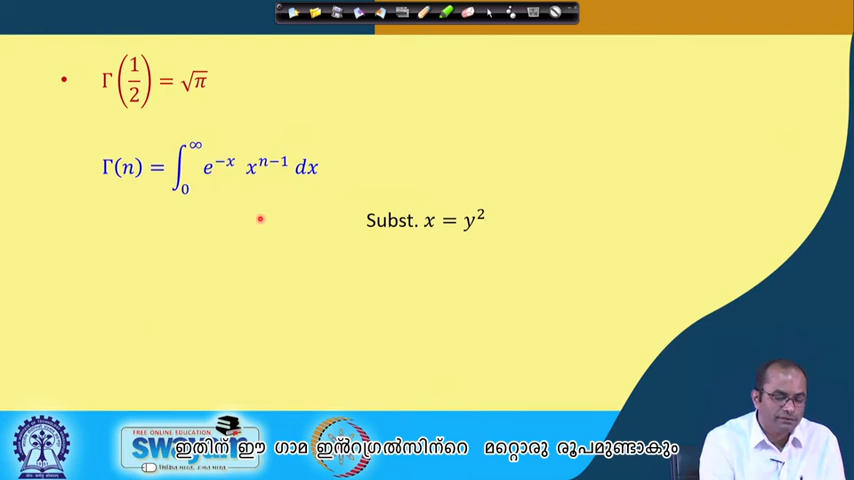 • Γ(1/2) = √π
Γ(n) = ∫₀^∞ e^{−x} x^{n−1} dx
Subst. x = y²
FREE ONLINE EDUCATION
swayam
ഇതിന് ഈ ഗാമ ഇൻറഗ്രൽസിന്റെ മറ്റൊരു രൂപമുണ്ടാകും